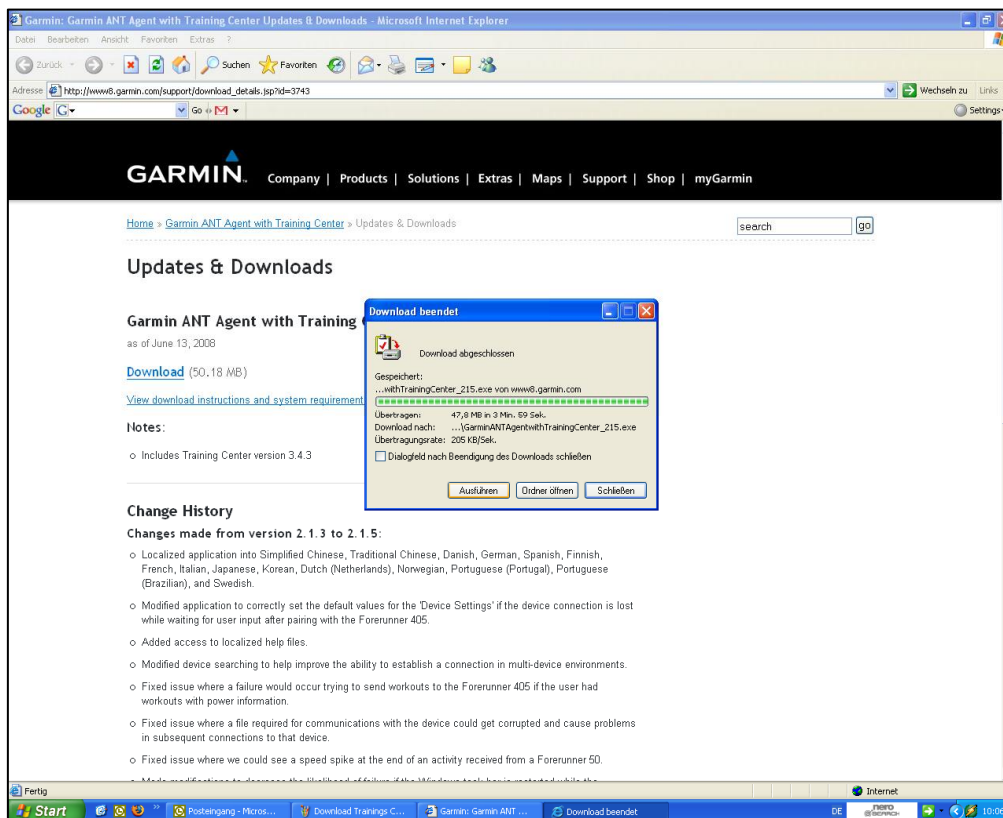 Garmin: Garmin ANT Agent with Training Center Updates & Downloads - Microsoft Internet Explorer
Datei Bearbeiten Ansicht Favoriten Extras ?
Zurück Suchen Favoriten
Adresse http://www8.garmin.com/support/download_details.jsp?id=3743 Wechseln zu Links
Google G Go Settings
GARMIN. Company | Products | Solutions | Extras | Maps | Support | Shop | myGarmin
Home » Garmin ANT Agent with Training Center » Updates & Downloads
search go
Updates & Downloads
Garmin ANT Agent with Training
as of June 13, 2008
Download (50.18 MB)
View download instructions and system requirement
Notes:
o Includes Training Center version 3.4.3
Download beendet
Download abgeschlossen
Gespeichert:
...withTrainingCenter_215.exe von www8.garmin.com
Übertragen: 47,8 MB in 3 Min. 59 Sek.
Download nach: ...\GarminANTAgentwithTrainingCenter_215.exe
Übertragungsrate: 205 KB/Sek.
Dialogfeld nach Beendigung des Downloads schließen
Ausführen Ordner öffnen Schließen
Change History
Changes made from version 2.1.3 to 2.1.5:
o Localized application into Simplified Chinese, Traditional Chinese, Danish, German, Spanish, Finnish,
French, Italian, Japanese, Korean, Dutch (Netherlands), Norwegian, Portuguese (Portugal), Portuguese
(Brazilian), and Swedish.
o Modified application to correctly set the default values for the 'Device Settings' if the device connection is lost
while waiting for user input after pairing with the Forerunner 405.
o Added access to localized help files.
o Modified device searching to help improve the ability to establish a connection in multi-device environments.
o Fixed issue where a failure would occur trying to send workouts to the Forerunner 405 if the user had
workouts with power information.
o Fixed issue where a file required for communications with the device could get corrupted and cause problems
in subsequent connections to that device.
o Fixed issue where we could see a speed spike at the end of an activity received from a Forerunner 50.
Fertig Internet
Start Posteingang - Micros... Download Trainings C... Garmin: Garmin ANT ... Download beendet DE nero SEARCH 10:06